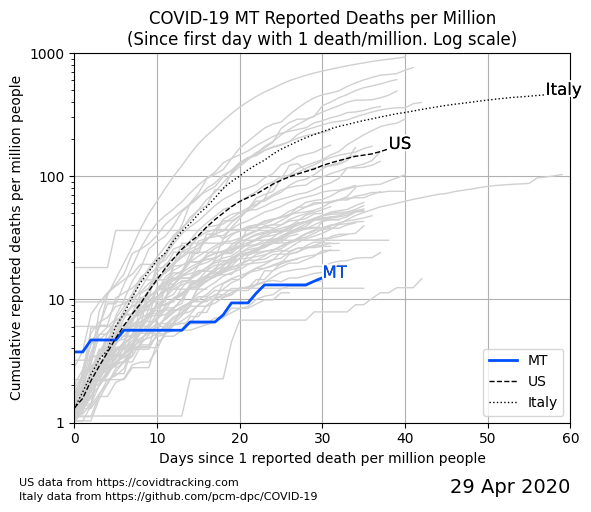 COVID-19 MT Reported Deaths per Million
(Since first day with 1 death/million. Log scale)
Cumulative reported deaths per million people
1000
100
10
1
Italy
US
MT
MT
US
Italy
0 10 20 30 40 50 60
Days since 1 reported death per million people
US data from https://covidtracking.com
Italy data from https://github.com/pcm-dpc/COVID-19
29 Apr 2020